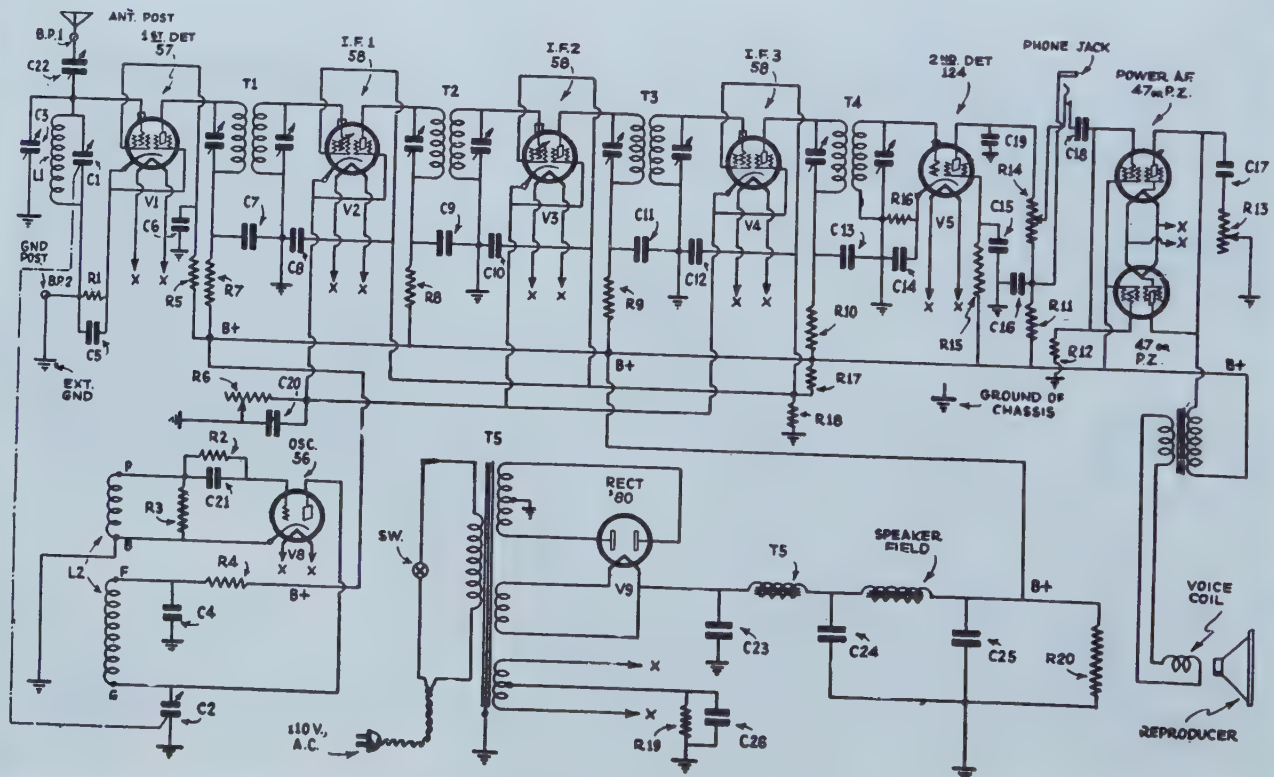 ANT. POST
B.P.1
C22
1 ST. DET
57
C3
L1
C1
V1
C6
T1
C7
C8
I.F.1
58
V2
T2
C9
C10
I.F.2
58
V3
T3
C11
C12
I.F.3
58
V4
T4
C13
C14
R16
2ND. DET
124
V5
C19
R14
C15
C16
PHONE JACK
C18
POWER A.F.
47 OR P.Z.
C17
R13
X
X
X
X
X
X
X
X
X
X
X
X
GND
POST
B.P.2
R1
C5
EXT.
GND
R5
R7
R8
R9
R10
R15
R11
R12
47 OR
P.Z.
B+
B+
B+
R17
R18
GROUND OF
CHASSIS
R6
C20
OSC.
56
R2
C21
R3
P
B
V8
X X
L2
F
R4
B+
C4
G
C2
T5
SW.
110 V.,
A.C.
RECT
'80
V9
T5
SPEAKER
FIELD
B+
C23
C24
C25
R20
X
X
R19
C26
VOICE
COIL
REPRODUCER